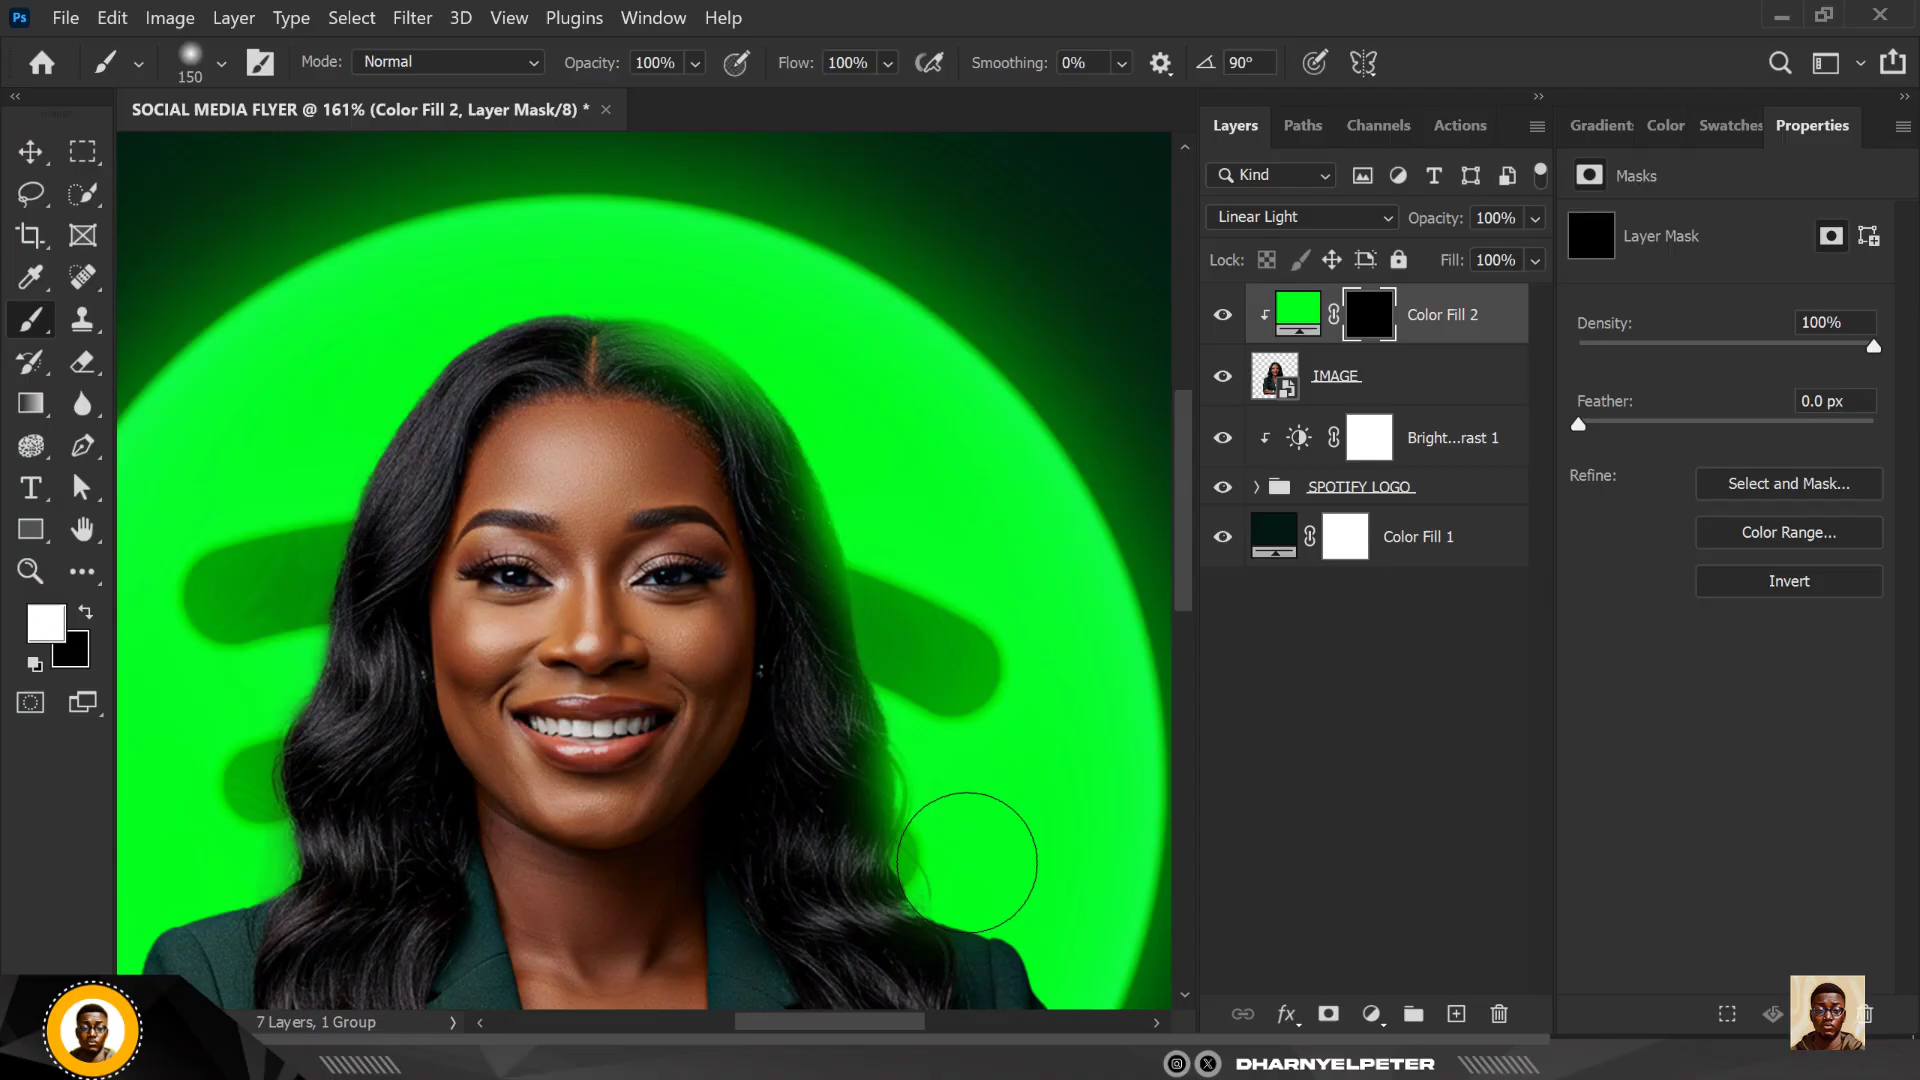 Ps File Edit Image Layer Type Select Filter 3D View Plugins Window Help
150 Mode: Normal Opacity: 100% Flow: 100% Smoothing: 0% 90°
SOCIAL MEDIA FLYER @ 161% (Color Fill 2, Layer Mask/8) *
Layers Paths Channels Actions
Gradient Color Swatches Properties
Kind
Masks
Linear Light Opacity: 100%
Layer Mask
Lock: Fill: 100%
Color Fill 2
Density: 100%
IMAGE
Feather: 0.0 px
Bright...rast 1
Refine: Select and Mask...
SPOTIFY LOGO
Color Range...
Color Fill 1
Invert
fx
7 Layers, 1 Group
DHARNYELPETER